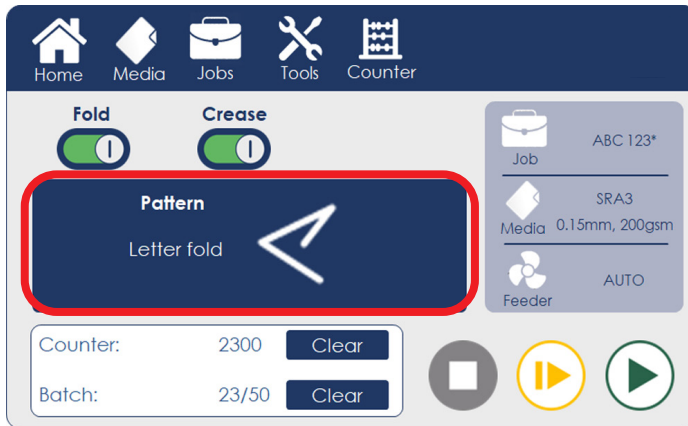 Home Media Jobs Tools Counter
Fold Crease
Pattern
Letter fold
Job ABC 123*
Media SRA3
0.15mm, 200gsm
Feeder AUTO
Counter: 2300 Clear
Batch: 23/50 Clear